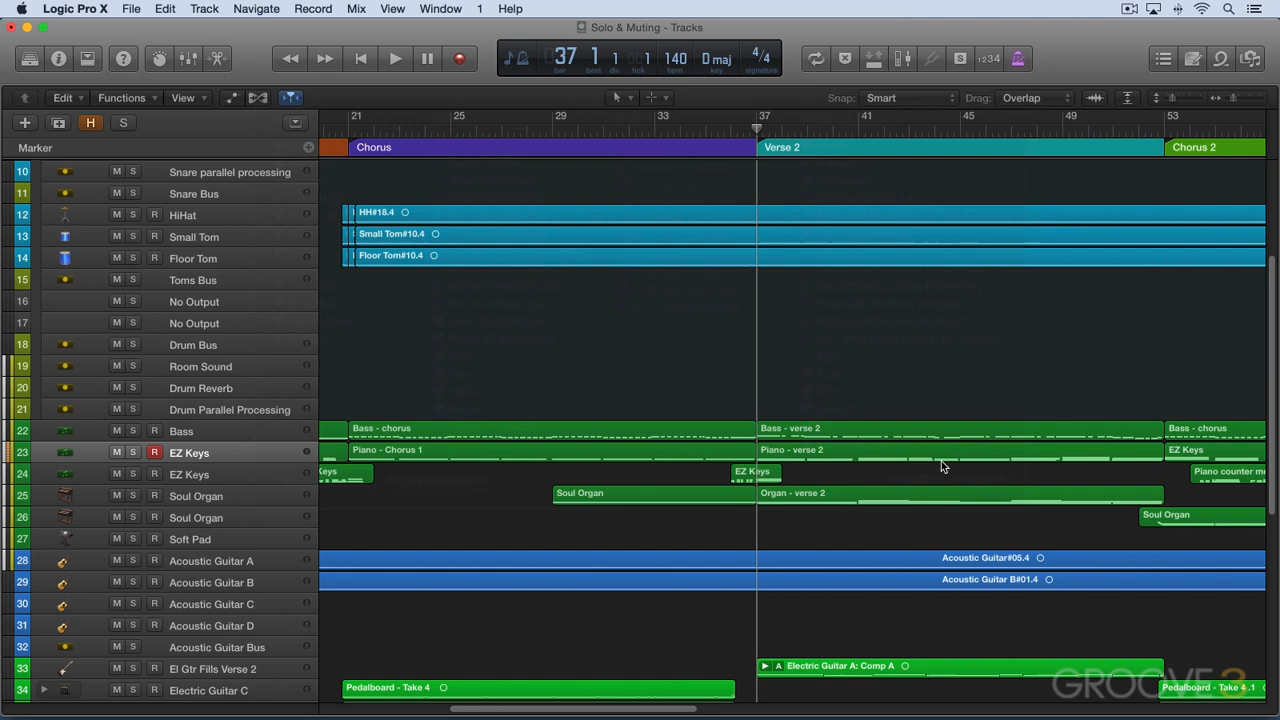 Logic Pro X File Edit Track Navigate Record Mix View Window 1 Help
Solo & Muting - Tracks
37 1 1 1 140 D maj 4/4
bar beat div tick bpm key signature
1234
Edit Functions View Snap: Smart Drag: Overlap
H S 21 25 29 33 37 41 45 49 53
Marker Chorus Verse 2 Chorus 2
10 M S Snare parallel processing
11 M S Snare Bus
12 M S R HiHat HH#18.4
13 M S R Small Tom Small Tom#10.4
14 M S R Floor Tom Floor Tom#10.4
15 M S Toms Bus
16 M S No Output
17 M S No Output
18 M S Drum Bus
19 M S Room Sound
20 M S Drum Reverb
21 M S Drum Parallel Processing
22 M S R Bass Bass - chorus Bass - verse 2 Bass - chorus
23 M S R EZ Keys Piano - Chorus 1 Piano - verse 2 EZ Keys
24 M S R EZ Keys Keys EZ Keys Piano counter me
25 M S R Soul Organ Soul Organ Organ - verse 2
26 M S R Soul Organ Soul Organ
27 M S R Soft Pad
28 M S R Acoustic Guitar A Acoustic Guitar#05.4
29 M S R Acoustic Guitar B Acoustic Guitar B#01.4
30 M S R Acoustic Guitar C
31 M S R Acoustic Guitar D
32 M S Acoustic Guitar Bus
33 M S R El Gtr Fills Verse 2 A Electric Guitar A: Comp A
34 M S R Electric Guitar C Pedalboard - Take 4 Pedalboard - Take 4 .1
GROOVE3